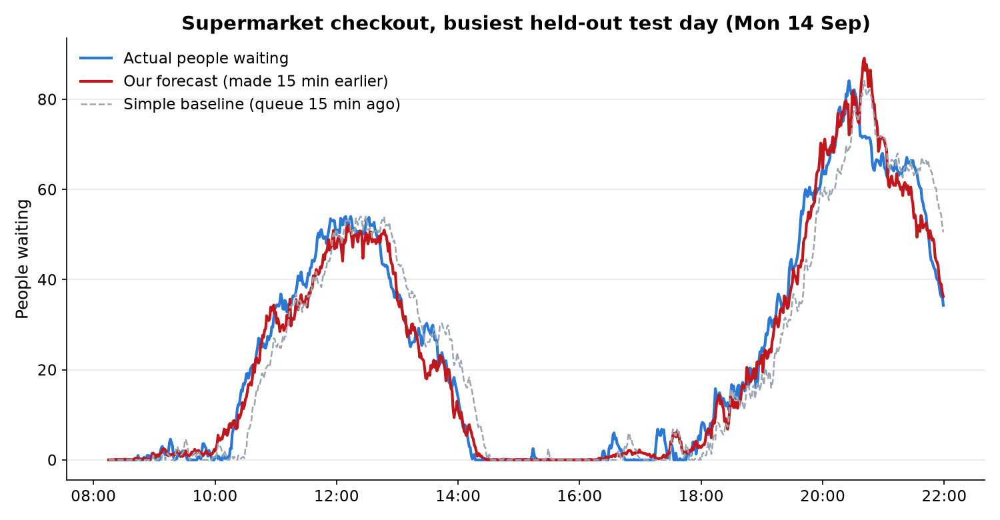 Supermarket checkout, busiest held-out test day (Mon 14 Sep)
Actual people waiting
Our forecast (made 15 min earlier)
Simple baseline (queue 15 min ago)
People waiting
80
60
40
20
0
08:00 10:00 12:00 14:00 16:00 18:00 20:00 22:00